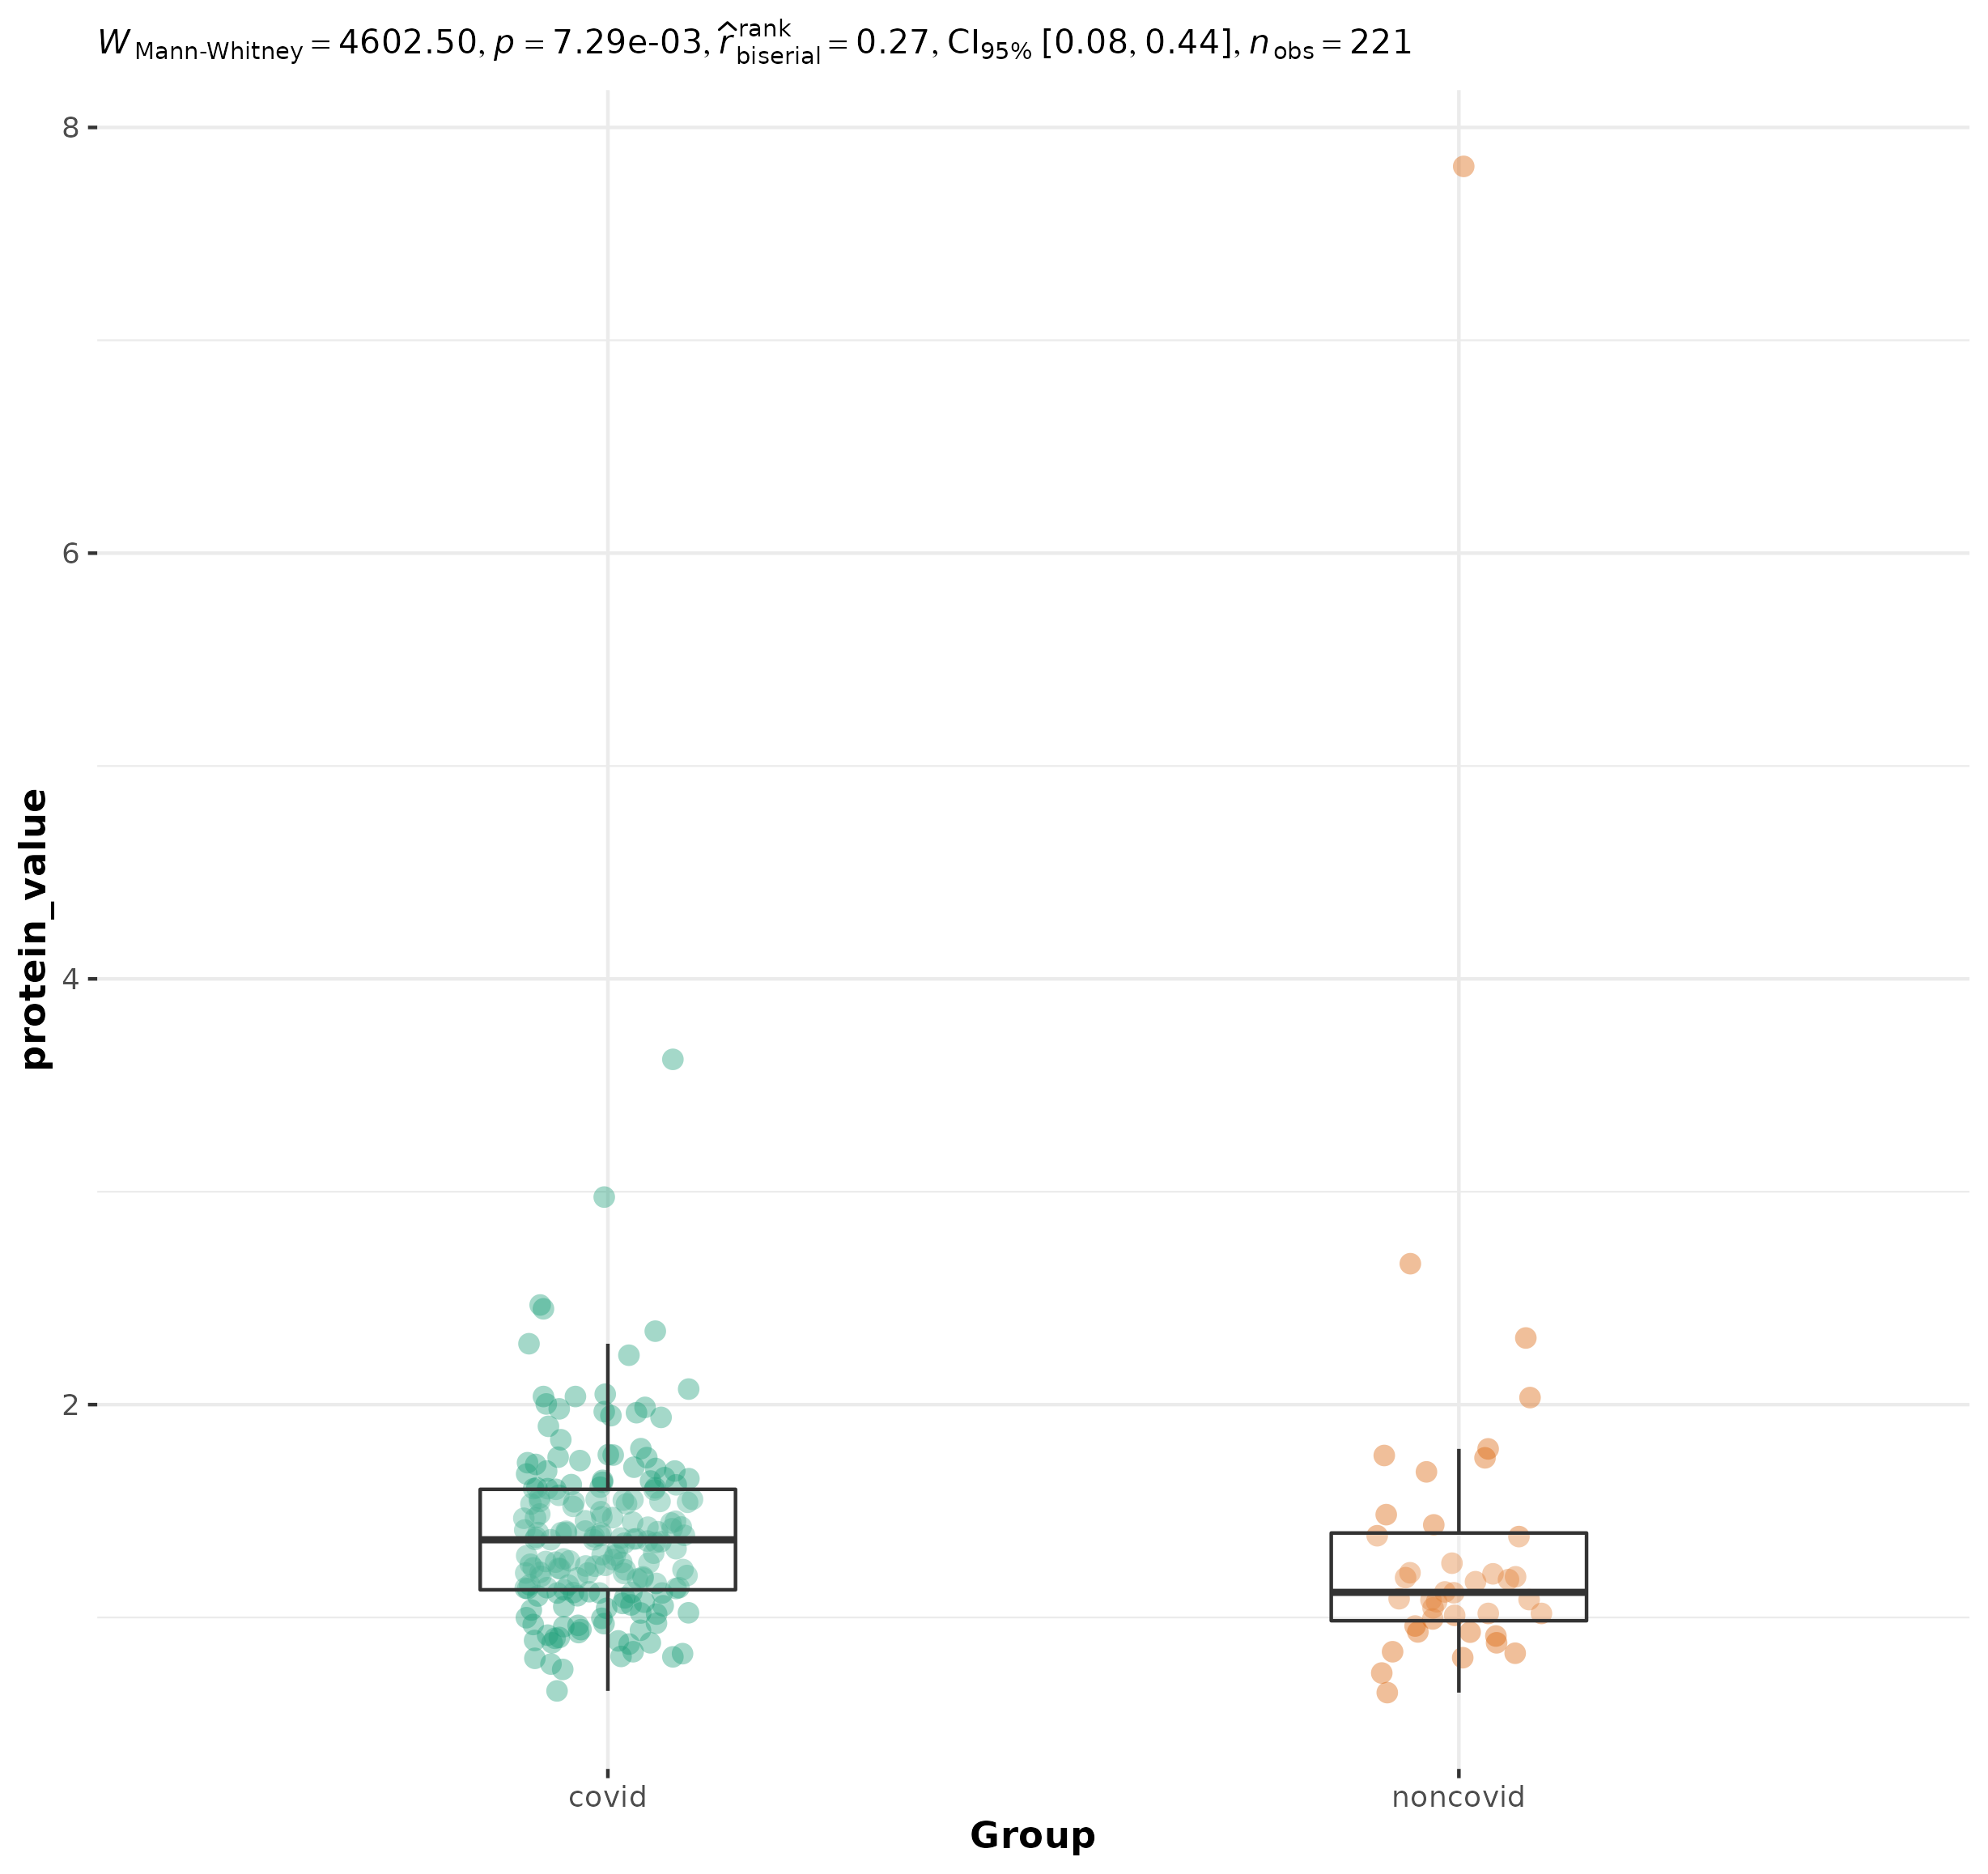 W Mann-Whitney = 4602.50, p = 7.29e-03, r̂ rank biserial = 0.27, CI95% [0.08, 0.44], nobs = 221
8
6
4
2
protein_value
covid noncovid
Group